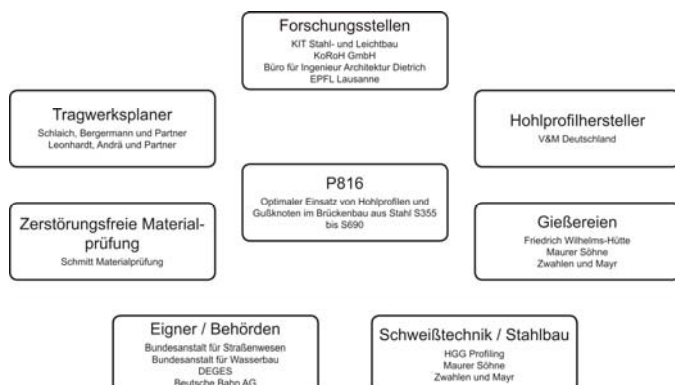 Forschungsstellen
KIT Stahl- und Leichtbau
KoRoH GmbH
Büro für Ingenieur Architektur Dietrich
EPFL Lausanne
Tragwerksplaner
Schlaich, Bergermann und Partner
Leonhardt, Andrä und Partner
Hohlprofilhersteller
V&M Deutschland
P816
Optimaler Einsatz von Hohlprofilen und
Gußknoten im Brückenbau aus Stahl S355
bis S690
Zerstörungsfreie Material-
prüfung
Schmitt Materialprüfung
Gießereien
Friedrich Wilhelms-Hütte
Maurer Söhne
Zwahlen und Mayr
Eigner / Behörden
Bundesanstalt für Straßenwesen
Bundesanstalt für Wasserbau
DEGES
Deutsche Bahn AG
Schweißtechnik / Stahlbau
HGG Profiling
Maurer Söhne
Zwahlen und Mayr